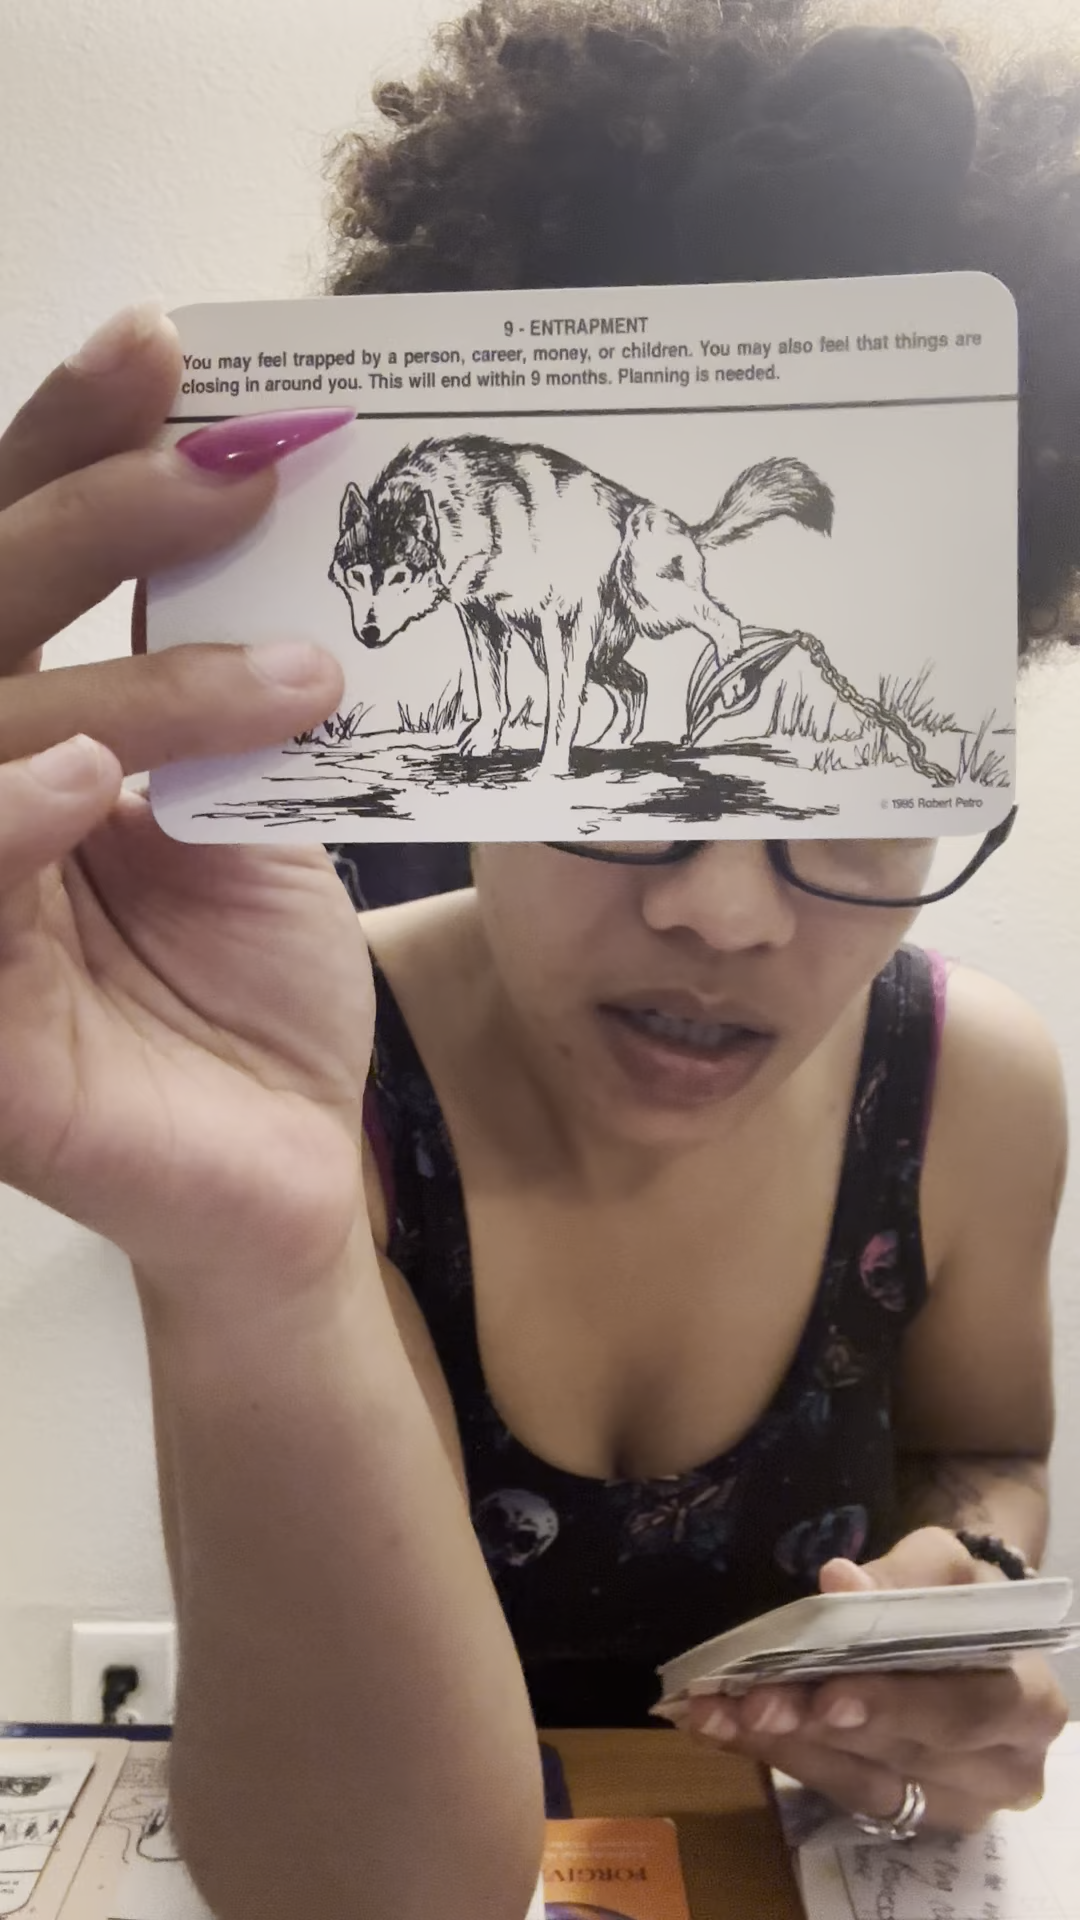 9 - ENTRAPMENT
You may feel trapped by a person, career, money, or children. You may also feel that things are
closing in around you. This will end within 9 months. Planning is needed.
© 1995 Robert Petro
FORGIV